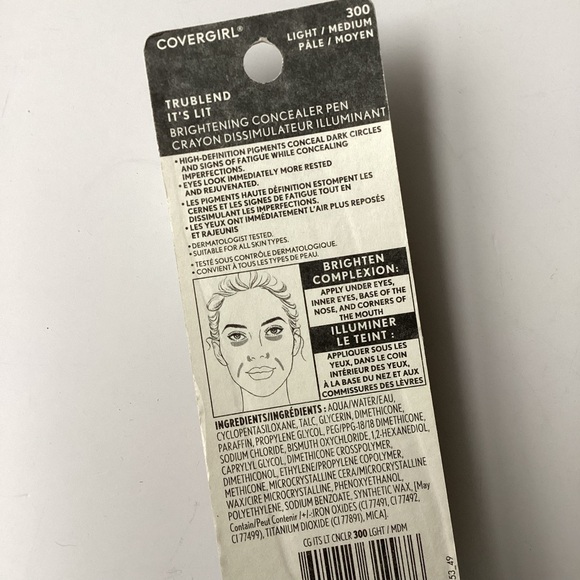 COVERGIRL®
300
LIGHT / MEDIUM
PÂLE / MOYEN
TRUBLEND
IT'S LIT
BRIGHTENING CONCEALER PEN
CRAYON DISSIMULATEUR ILLUMINANT
• HIGH-DEFINITION PIGMENTS CONCEAL DARK CIRCLES
AND SIGNS OF FATIGUE WHILE CONCEALING
IMPERFECTIONS.
• EYES LOOK IMMEDIATELY MORE RESTED
AND REJUVENATED.
• LES PIGMENTS HAUTE DÉFINITION ESTOMPENT LES
CERNES ET LES SIGNES DE FATIGUE TOUT EN
DISSIMULANT LES IMPERFECTIONS.
• LES YEUX ONT IMMÉDIATEMENT L'AIR PLUS REPOSÉS
ET RAJEUNIS
• DERMATOLOGIST TESTED.
• SUITABLE FOR ALL SKIN TYPES.
• TESTÉ SOUS CONTRÔLE DERMATOLOGIQUE.
• CONVIENT À TOUS LES TYPES DE PEAU.
BRIGHTEN
COMPLEXION:
APPLY UNDER EYES,
INNER EYES, BASE OF THE
NOSE, AND CORNERS OF
THE MOUTH
ILLUMINER
LE TEINT :
APPLIQUER SOUS LES
YEUX, DANS LE COIN
INTÉRIEUR DES YEUX,
À LA BASE DU NEZ ET AUX
COMMISSURES DES LÈVRES
INGREDIENTS/INGRÉDIENTS : AQUA/WATER/EAU,
CYCLOPENTASILOXANE, TALC, GLYCERIN, DIMETHICONE,
PARAFFIN, PROPYLENE GLYCOL, PEG/PPG-18/18 DIMETHICONE,
SODIUM CHLORIDE, BISMUTH OXYCHLORIDE, 1,2-HEXANEDIOL,
CAPRYLYL GLYCOL, DIMETHICONE CROSSPOLYMER,
DIMETHICONOL, ETHYLENE/PROPYLENE COPOLYMER,
METHICONE, MICROCRISTALLINA CERA/MICROCRYSTALLINE
WAX/CIRE MICROCRISTALLINE, PHENOXYETHANOL,
POLYETHYLENE, SODIUM BENZOATE, SYNTHETIC WAX, [May
Contain/Peut Contenir /+/-:IRON OXIDES (CI 77491, CI 77492,
CI 77499), TITANIUM DIOXIDE (CI 77891), MICA].
CG ITS LT CNCLR 300 LGHT / MDM